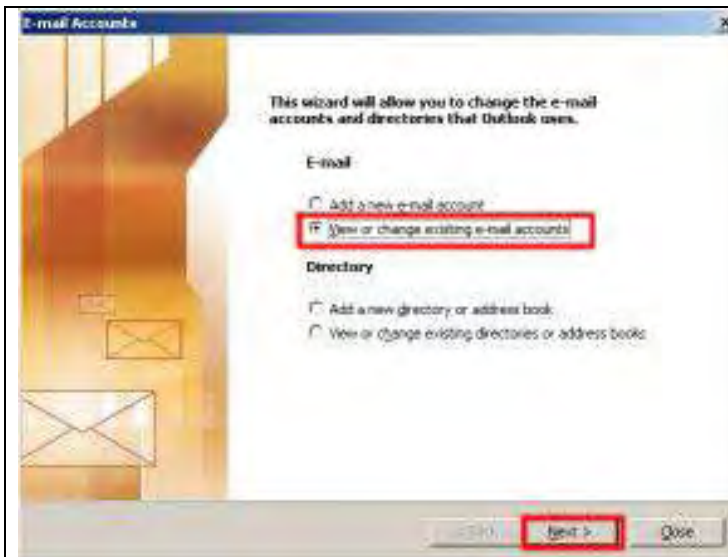 E-mail Accounts
This wizard will allow you to change the e-mail
accounts and directories that Outlook uses.
E-mail
Add a new e-mail account
View or change existing e-mail accounts
Directory
Add a new directory or address book
View or change existing directories or address books
< Back Next > Close